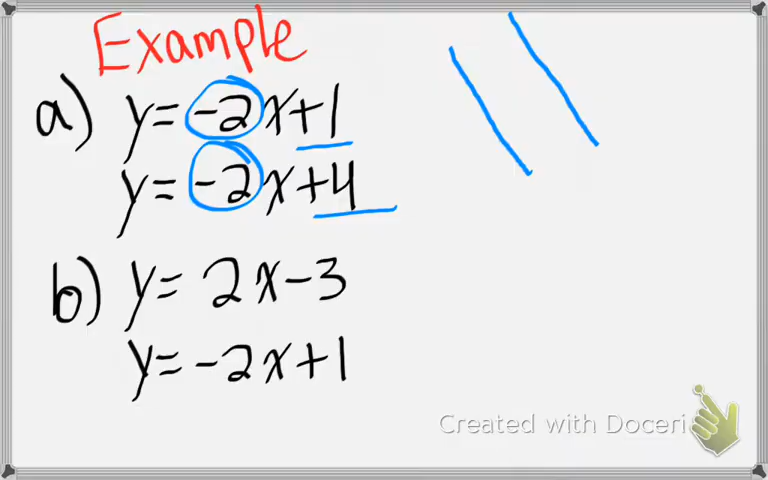 Example
a) y = -2x+1
y = -2x+4
b) y = 2x-3
y = -2x+1
Created with Doceri